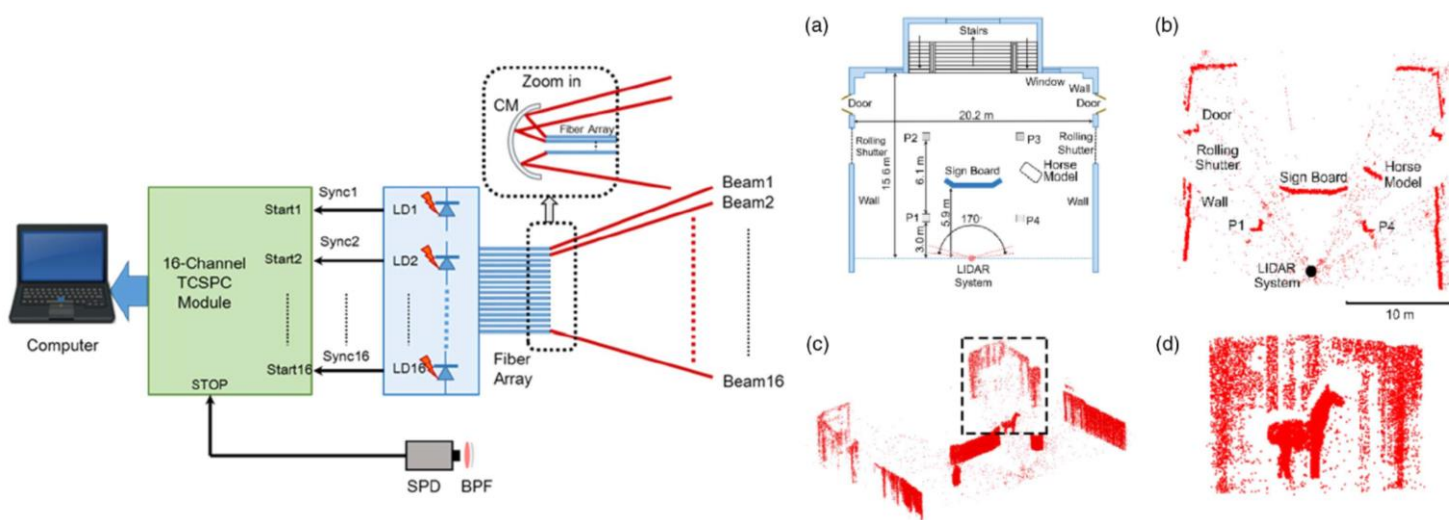 Zoom in
CM
Fiber Array
Beam1
Beam2
Sync1
Start1
LD1
Sync2
Start2
LD2
16-Channel
TCSPC
Module
Computer
Sync16
Start16
LD16
STOP
Fiber
Array
Beam16
SPD
BPF
(a)
Stairs
Window
Wall
Door
Door
20.2 m
Rolling
Shutter
P2
P3
Rolling
Shutter
15.6 m
6.1 m
Sign Board
Horse
Model
Wall
Wall
P1
5.9 m
P4
3.0 m
170°
LIDAR
System
(b)
Door
Rolling
Shutter
Sign Board
Horse
Model
Wall
P1
P4
LIDAR
System
10 m
(c)
(d)